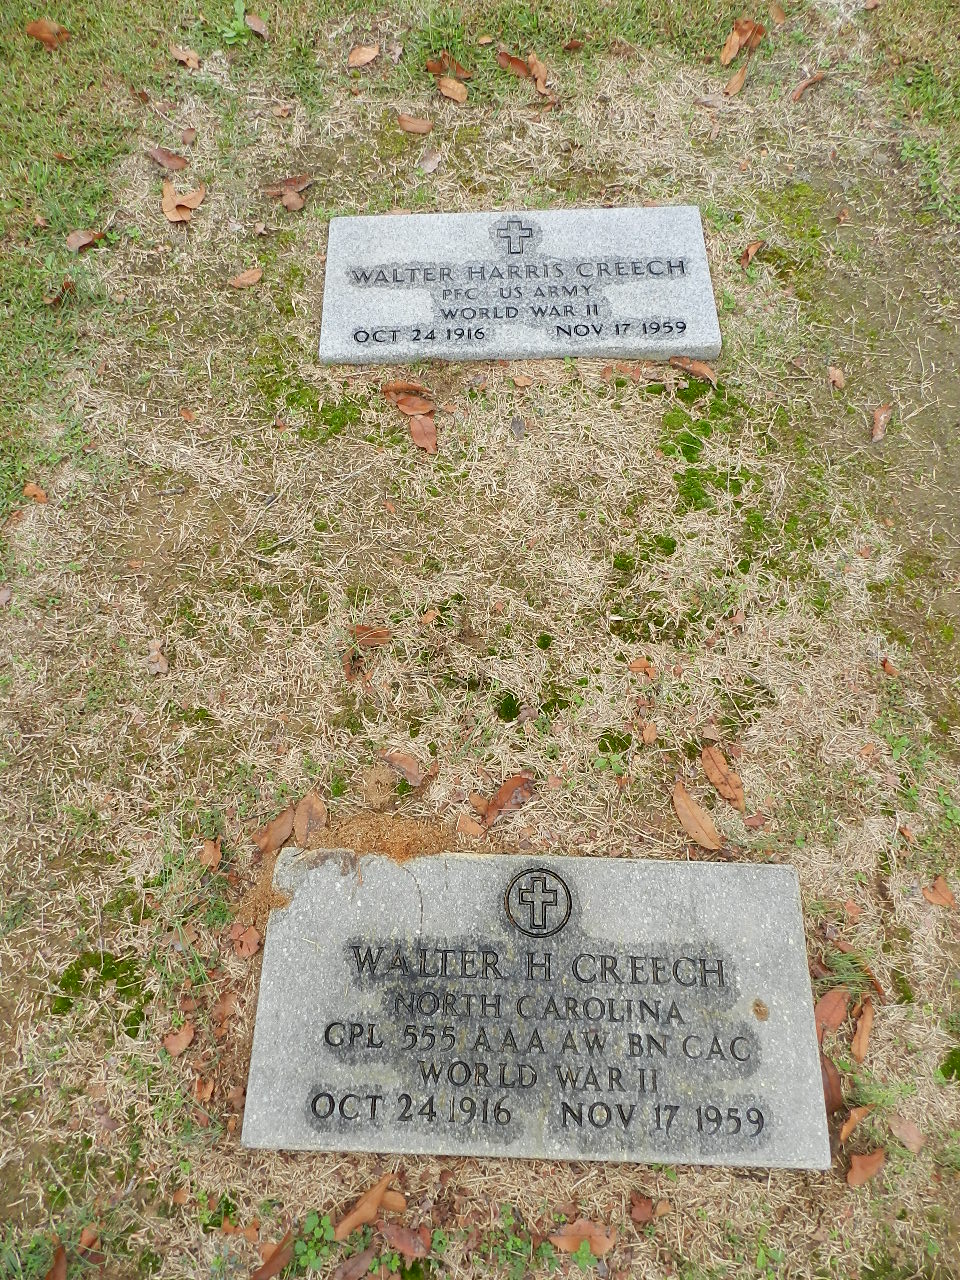 WALTER HARRIS CREECH
PFC US ARMY
WORLD WAR II
OCT 24 1916 NOV 17 1959
WALTER H CREECH
NORTH CAROLINA
CPL 555 AAA AW BN CAC
WORLD WAR II
OCT 24 1916 NOV 17 1959